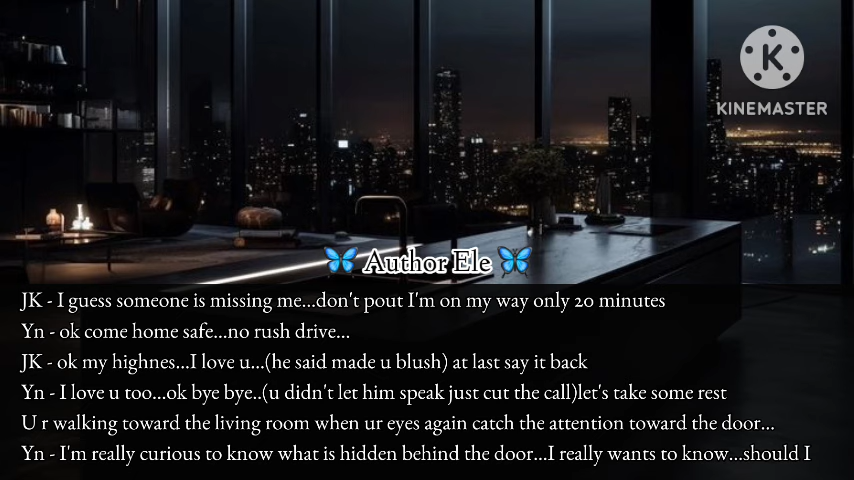 KINEMASTER
🦋 Author Ele 🦋
JK - I guess someone is missing me...don't pout I'm on my way only 20 minutes
Yn - ok come home safe...no rush drive...
JK - ok my highnes...I love u...(he said made u blush) at last say it back
Yn - I love u too...ok bye bye..(u didn't let him speak just cut the call)let's take some rest
U r walking toward the living room when ur eyes again catch the attention toward the door...
Yn - I'm really curious to know what is hidden behind the door...I really wants to know...should I